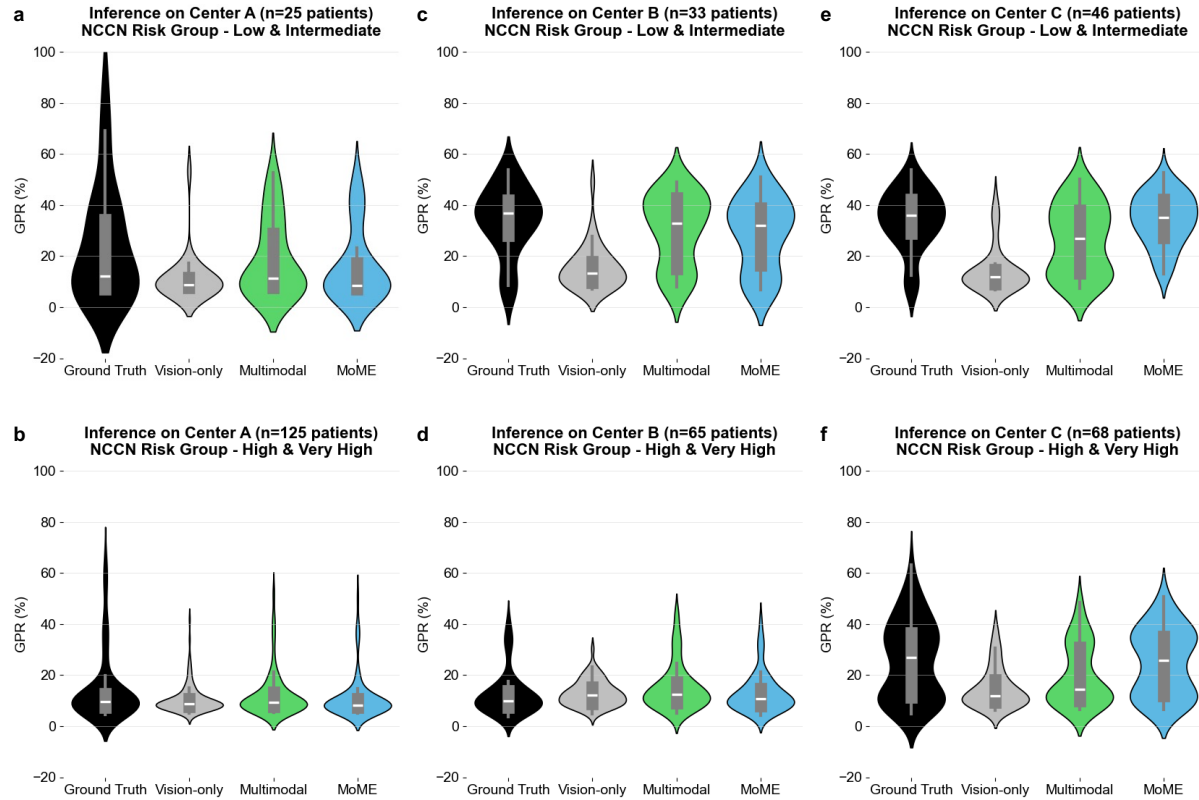 a
Inference on Center A (n=25 patients)
NCCN Risk Group - Low & Intermediate
GPR (%)
100
80
60
40
20
0
−20
Ground Truth Vision-only Multimodal MoME
c
Inference on Center B (n=33 patients)
NCCN Risk Group - Low & Intermediate
GPR (%)
100
80
60
40
20
0
−20
Ground Truth Vision-only Multimodal MoME
e
Inference on Center C (n=46 patients)
NCCN Risk Group - Low & Intermediate
GPR (%)
100
80
60
40
20
0
−20
Ground Truth Vision-only Multimodal MoME
b
Inference on Center A (n=125 patients)
NCCN Risk Group - High & Very High
GPR (%)
100
80
60
40
20
0
−20
Ground Truth Vision-only Multimodal MoME
d
Inference on Center B (n=65 patients)
NCCN Risk Group - High & Very High
GPR (%)
100
80
60
40
20
0
−20
Ground Truth Vision-only Multimodal MoME
f
Inference on Center C (n=68 patients)
NCCN Risk Group - High & Very High
GPR (%)
100
80
60
40
20
0
−20
Ground Truth Vision-only Multimodal MoME